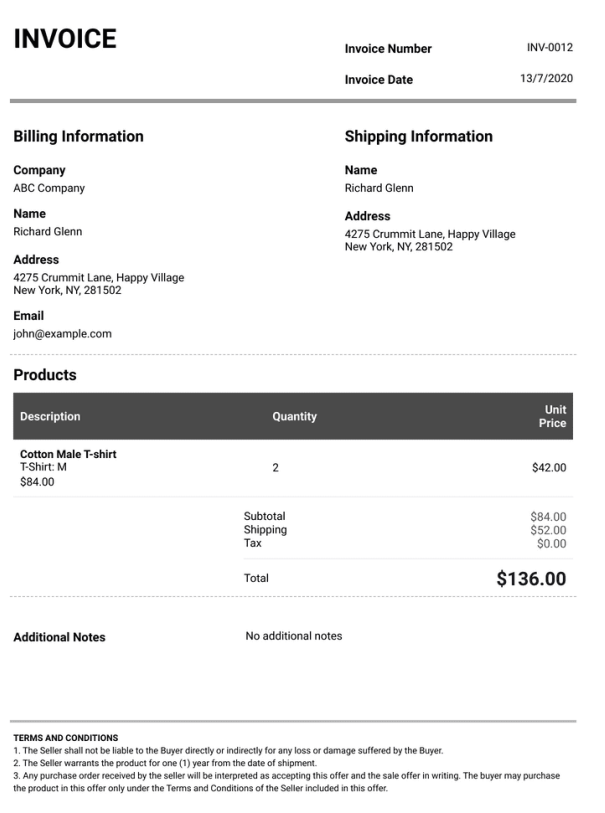 INVOICE
Invoice Number INV-0012
Invoice Date 13/7/2020
Billing Information
Company
ABC Company
Name
Richard Glenn
Address
4275 Crummit Lane, Happy Village
New York, NY, 281502
Email
john@example.com
Shipping Information
Name
Richard Glenn
Address
4275 Crummit Lane, Happy Village
New York, NY, 281502
Products
Description Quantity Unit Price
Cotton Male T-shirt
T-Shirt: M 2 $42.00
$84.00
Subtotal $84.00
Shipping $52.00
Tax $0.00
Total $136.00
Additional Notes No additional notes
TERMS AND CONDITIONS
1. The Seller shall not be liable to the Buyer directly or indirectly for any loss or damage suffered by the Buyer.
2. The Seller warrants the product for one (1) year from the date of shipment.
3. Any purchase order received by the seller will be interpreted as accepting this offer and the sale offer in writing. The buyer may purchase
the product in this offer only under the Terms and Conditions of the Seller included in this offer.